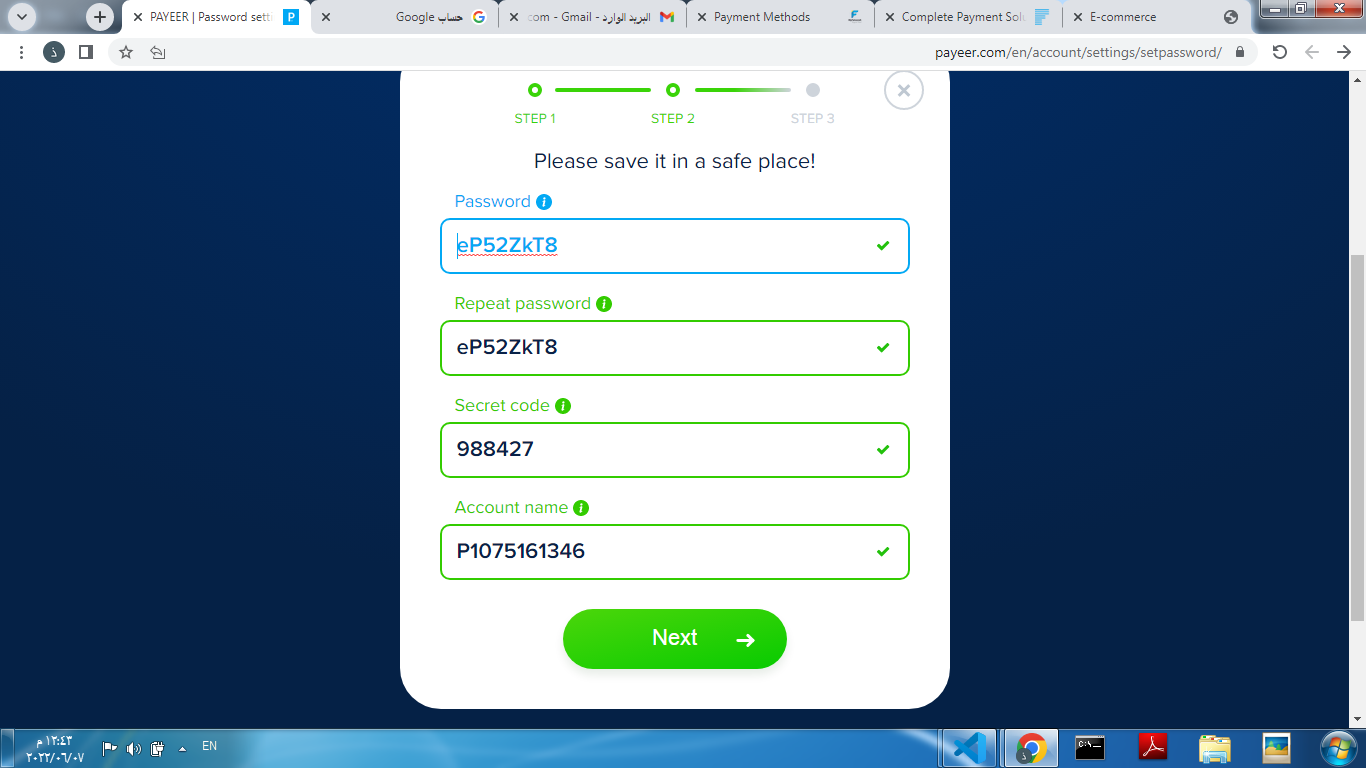 PAYEER | Password sett
حساب Google
البريد الوارد - com - Gmail
Payment Methods
Complete Payment Solu
E-commerce
payeer.com/en/account/settings/setpassword/
STEP 1
STEP 2
STEP 3
Please save it in a safe place!
Password
eP52ZkT8
Repeat password
eP52ZkT8
Secret code
988427
Account name
P1075161346
Next
١٢:٤٣ م
٢٠٢٢/٠٦/٠٧
EN
C:\